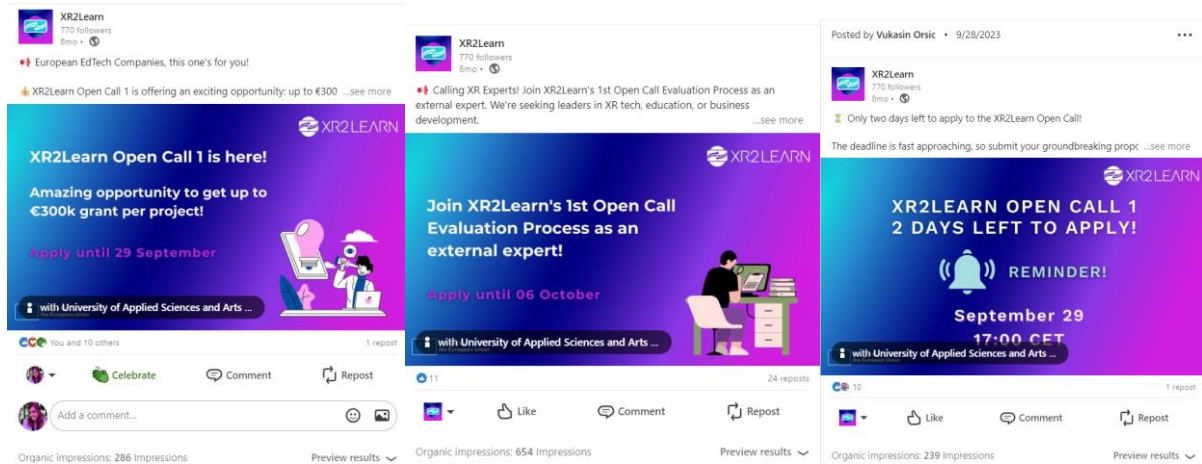 XR2Learn
770 followers
8mo •
European EdTech Companies, this one's for you!
XR2Learn Open Call 1 is offering an exciting opportunity: up to €300 ...see more
XR2LEARN
XR2Learn Open Call 1 is here!
Amazing opportunity to get up to
€300k grant per project!
Apply until 29 September
with University of Applied Sciences and Arts ...
the European Union
You and 10 others
1 repost
Celebrate
Comment
Repost
Add a comment...
Organic impressions: 286 Impressions
Preview results
XR2Learn
770 followers
8mo •
Calling XR Experts! Join XR2Learn's 1st Open Call Evaluation Process as an
external expert. We're seeking leaders in XR tech, education, or business
development.
...see more
XR2LEARN
Join XR2Learn's 1st Open Call
Evaluation Process as an
external expert!
Apply until 06 October
with University of Applied Sciences and Arts ...
the European Union
11
24 reposts
Like
Comment
Repost
Organic impressions: 654 Impressions
Preview results
Posted by Vukasin Orsic • 9/28/2023
XR2Learn
770 followers
8mo •
Only two days left to apply to the XR2Learn Open Call!
The deadline is fast approaching, so submit your groundbreaking propc ...see more
XR2LEARN
XR2LEARN OPEN CALL 1
2 DAYS LEFT TO APPLY!
REMINDER!
September 29
17:00 CET
with University of Applied Sciences and Arts ...
the European Union
10
1 repost
Like
Comment
Repost
Organic impressions: 239 Impressions
Preview results